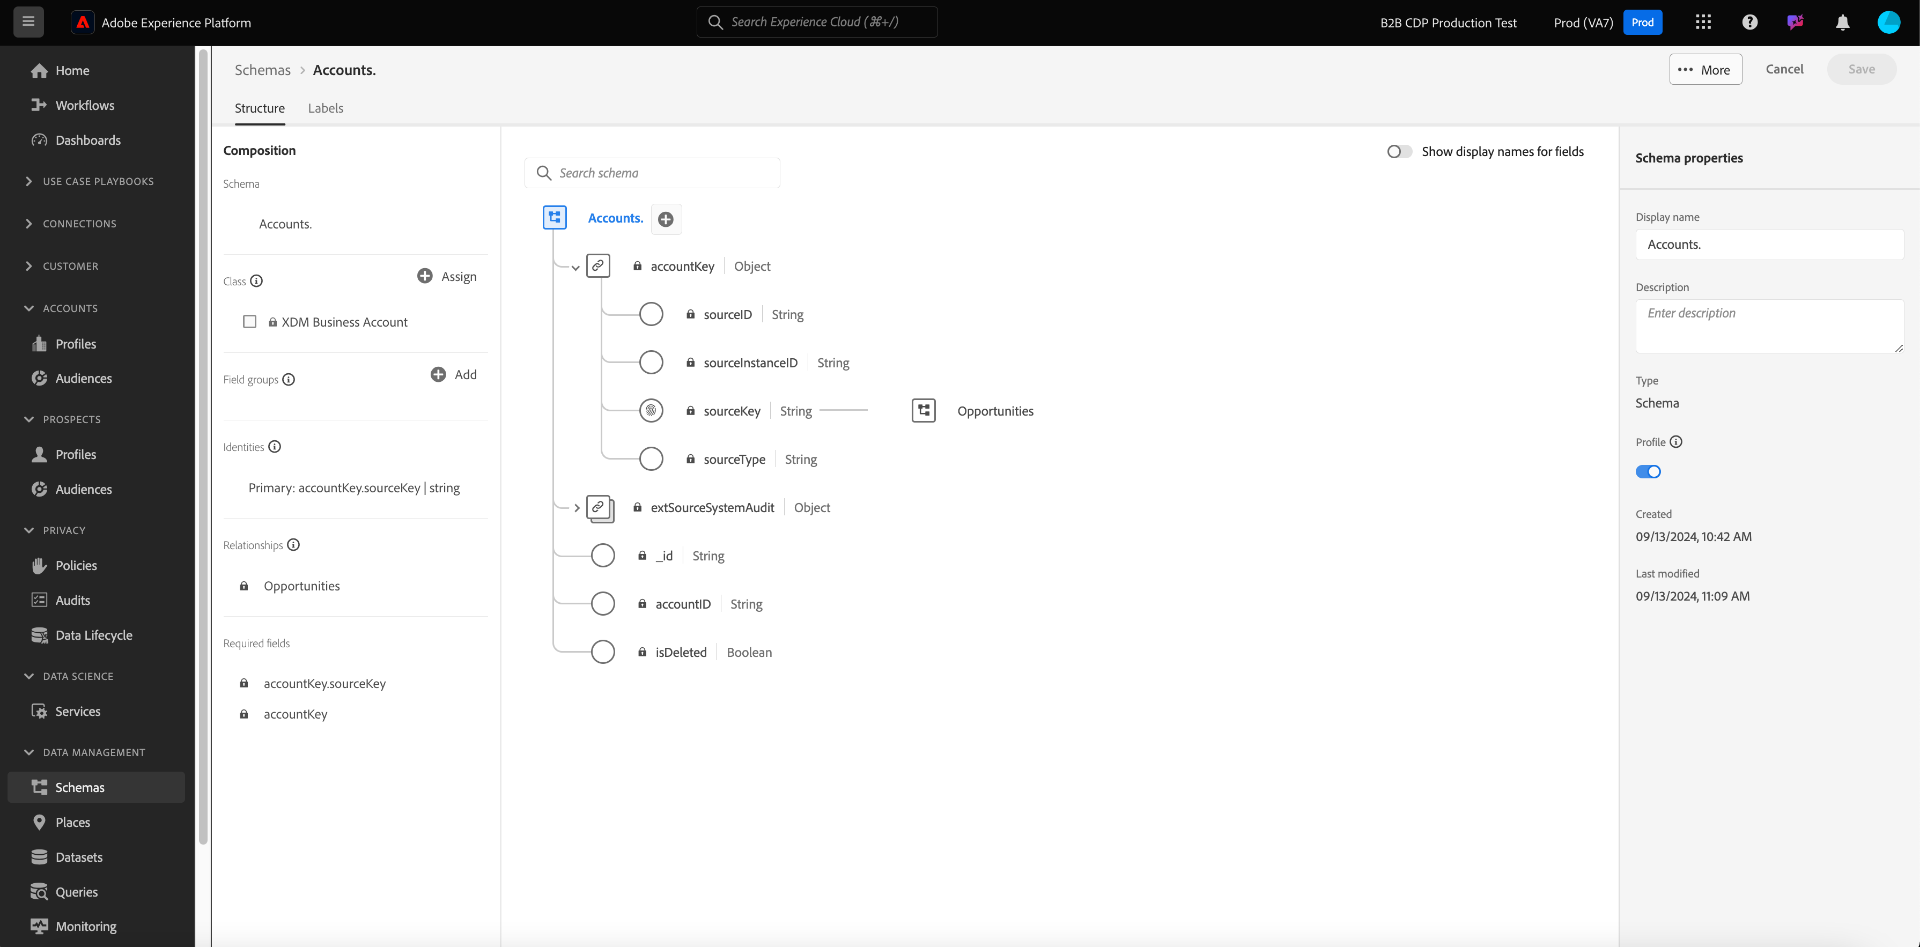 Adobe Experience Platform
Search Experience Cloud (⌘+/)
B2B CDP Production Test
Prod (VA7)
Prod
Home
Workflows
Dashboards
USE CASE PLAYBOOKS
CONNECTIONS
CUSTOMER
ACCOUNTS
Profiles
Audiences
PROSPECTS
Profiles
Audiences
PRIVACY
Policies
Audits
Data Lifecycle
DATA SCIENCE
Services
DATA MANAGEMENT
Schemas
Places
Datasets
Queries
Monitoring
Schemas > Accounts.
More
Cancel
Save
Structure
Labels
Composition
Schema
Accounts.
Class
Assign
XDM Business Account
Field groups
Add
Identities
Primary: accountKey.sourceKey | string
Relationships
Opportunities
Required fields
accountKey.sourceKey
accountKey
Search schema
Show display names for fields
Accounts.
accountKey | Object
sourceID | String
sourceInstanceID String
sourceKey | String
Opportunities
sourceType | String
extSourceSystemAudit | Object
_id String
accountID String
isDeleted | Boolean
Schema properties
Display name
Accounts.
Description
Enter description
Type
Schema
Profile
Created
09/13/2024, 10:42 AM
Last modified
09/13/2024, 11:09 AM